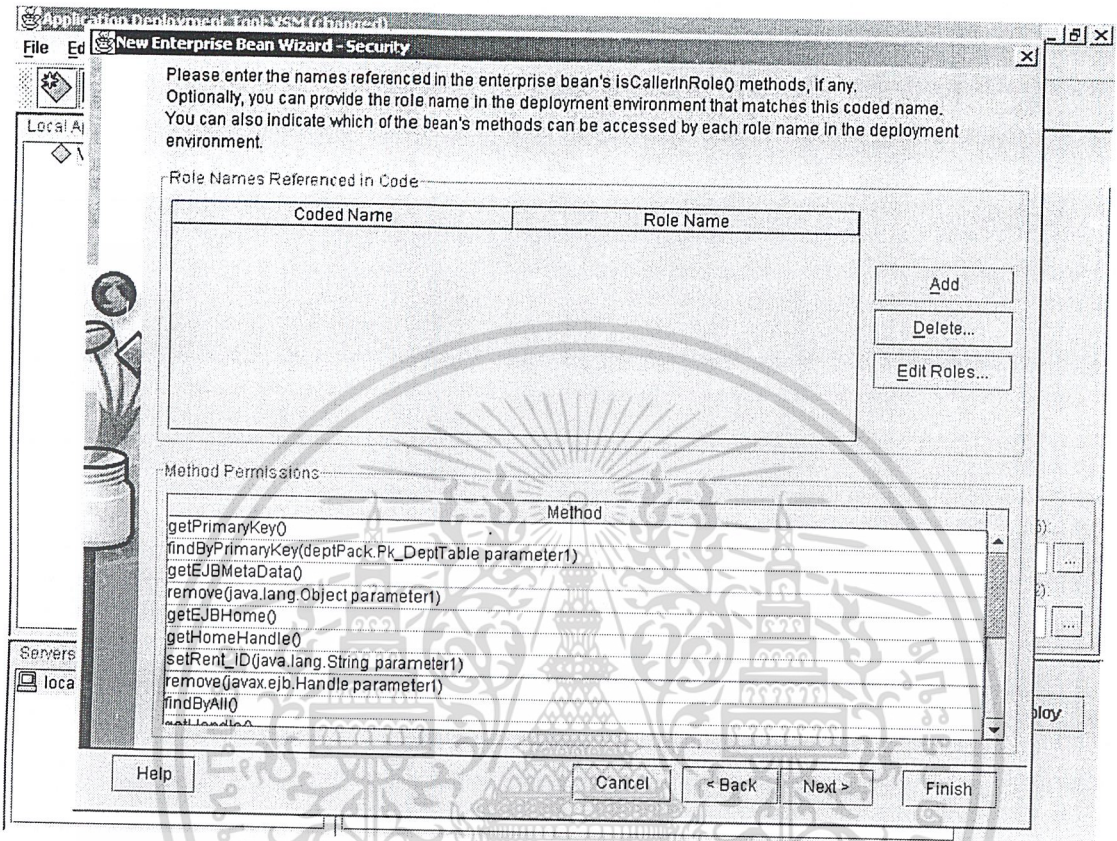 Application Deployment Tool: VSM (changed)
File Ed
New Enterprise Bean Wizard - Security
Please enter the names referenced in the enterprise bean's isCallerInRole() methods, if any.
Optionally, you can provide the role name in the deployment environment that matches this coded name.
You can also indicate which of the bean's methods can be accessed by each role name in the deployment
environment.
Local A
Role Names Referenced in Code
Coded Name Role Name
Add
Delete...
Edit Roles...
Method Permissions
Method
getPrimaryKey()
findByPrimaryKey(deptPack.Pk_DeptTable parameter1)
getEJBMetaData()
remove(java.lang.Object parameter1)
getEJBHome()
getHomeHandle()
setRent_ID(java.lang.String parameter1)
remove(javax.ejb.Handle parameter1)
findByAll()
getHandle()
...
...
Servers
loca
ploy
Help Cancel < Back Next > Finish